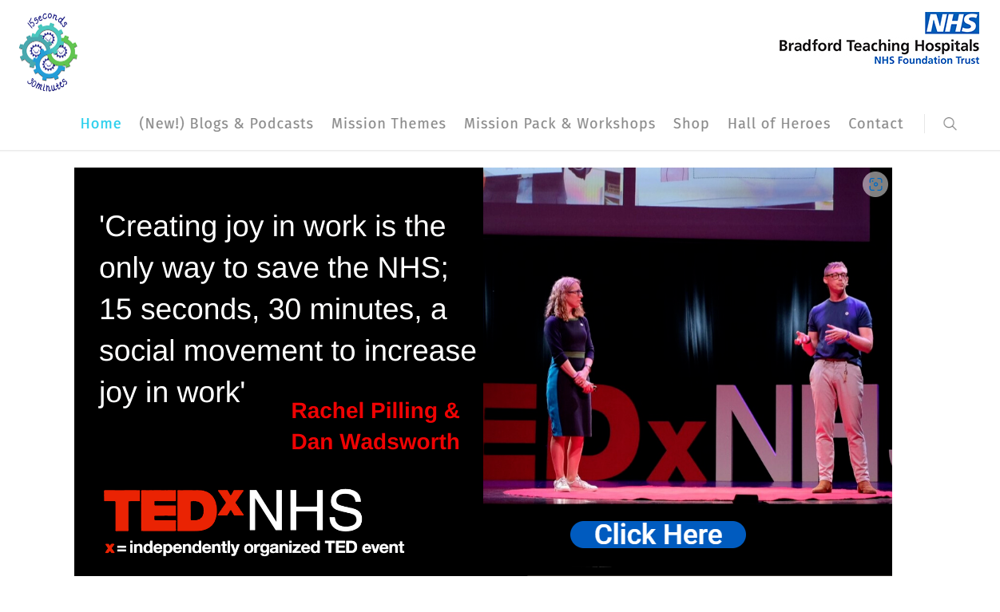 15seconds
30minutes
NHS
Bradford Teaching Hospitals
NHS Foundation Trust
Home (New!) Blogs & Podcasts Mission Themes Mission Pack & Workshops Shop Hall of Heroes Contact
'Creating joy in work is the
only way to save the NHS;
15 seconds, 30 minutes, a
social movement to increase
joy in work'
Rachel Pilling &
Dan Wadsworth
TEDxNHS
x = independently organized TED event
EDxNHS
Click Here